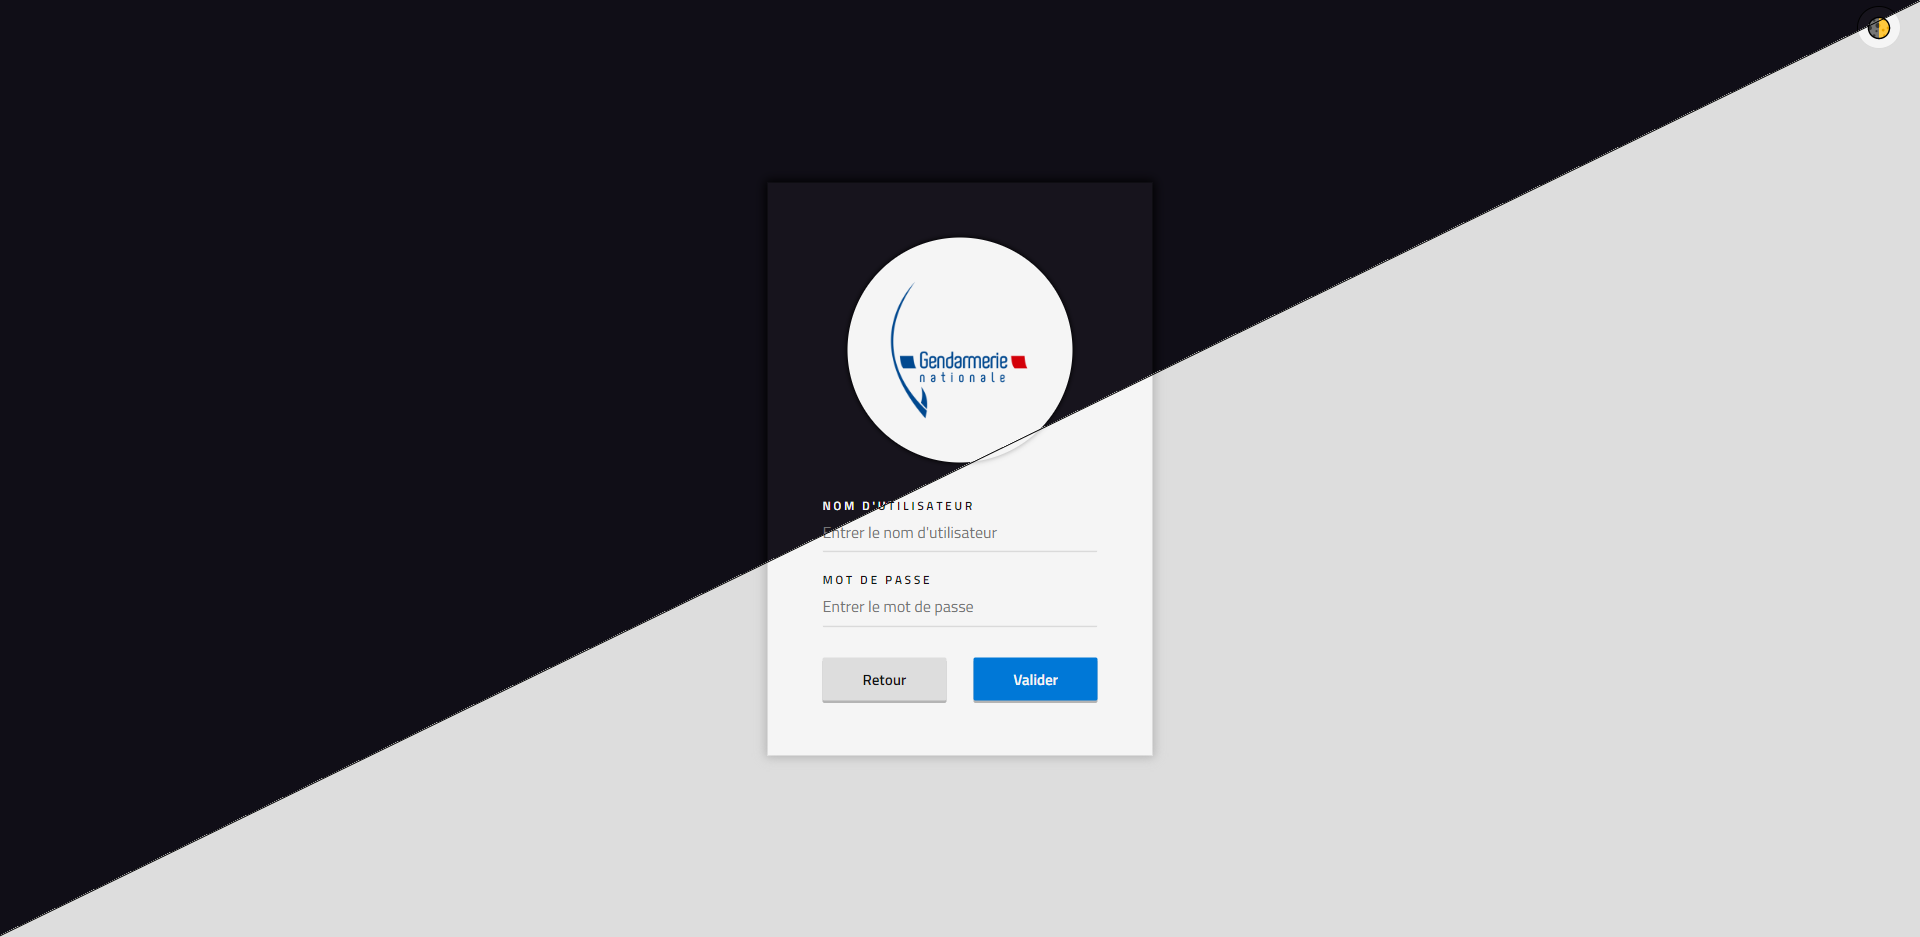 Gendarmerie
nationale
NOM D'UTILISATEUR
Entrer le nom d'utilisateur
MOT DE PASSE
Entrer le mot de passe
Retour
Valider